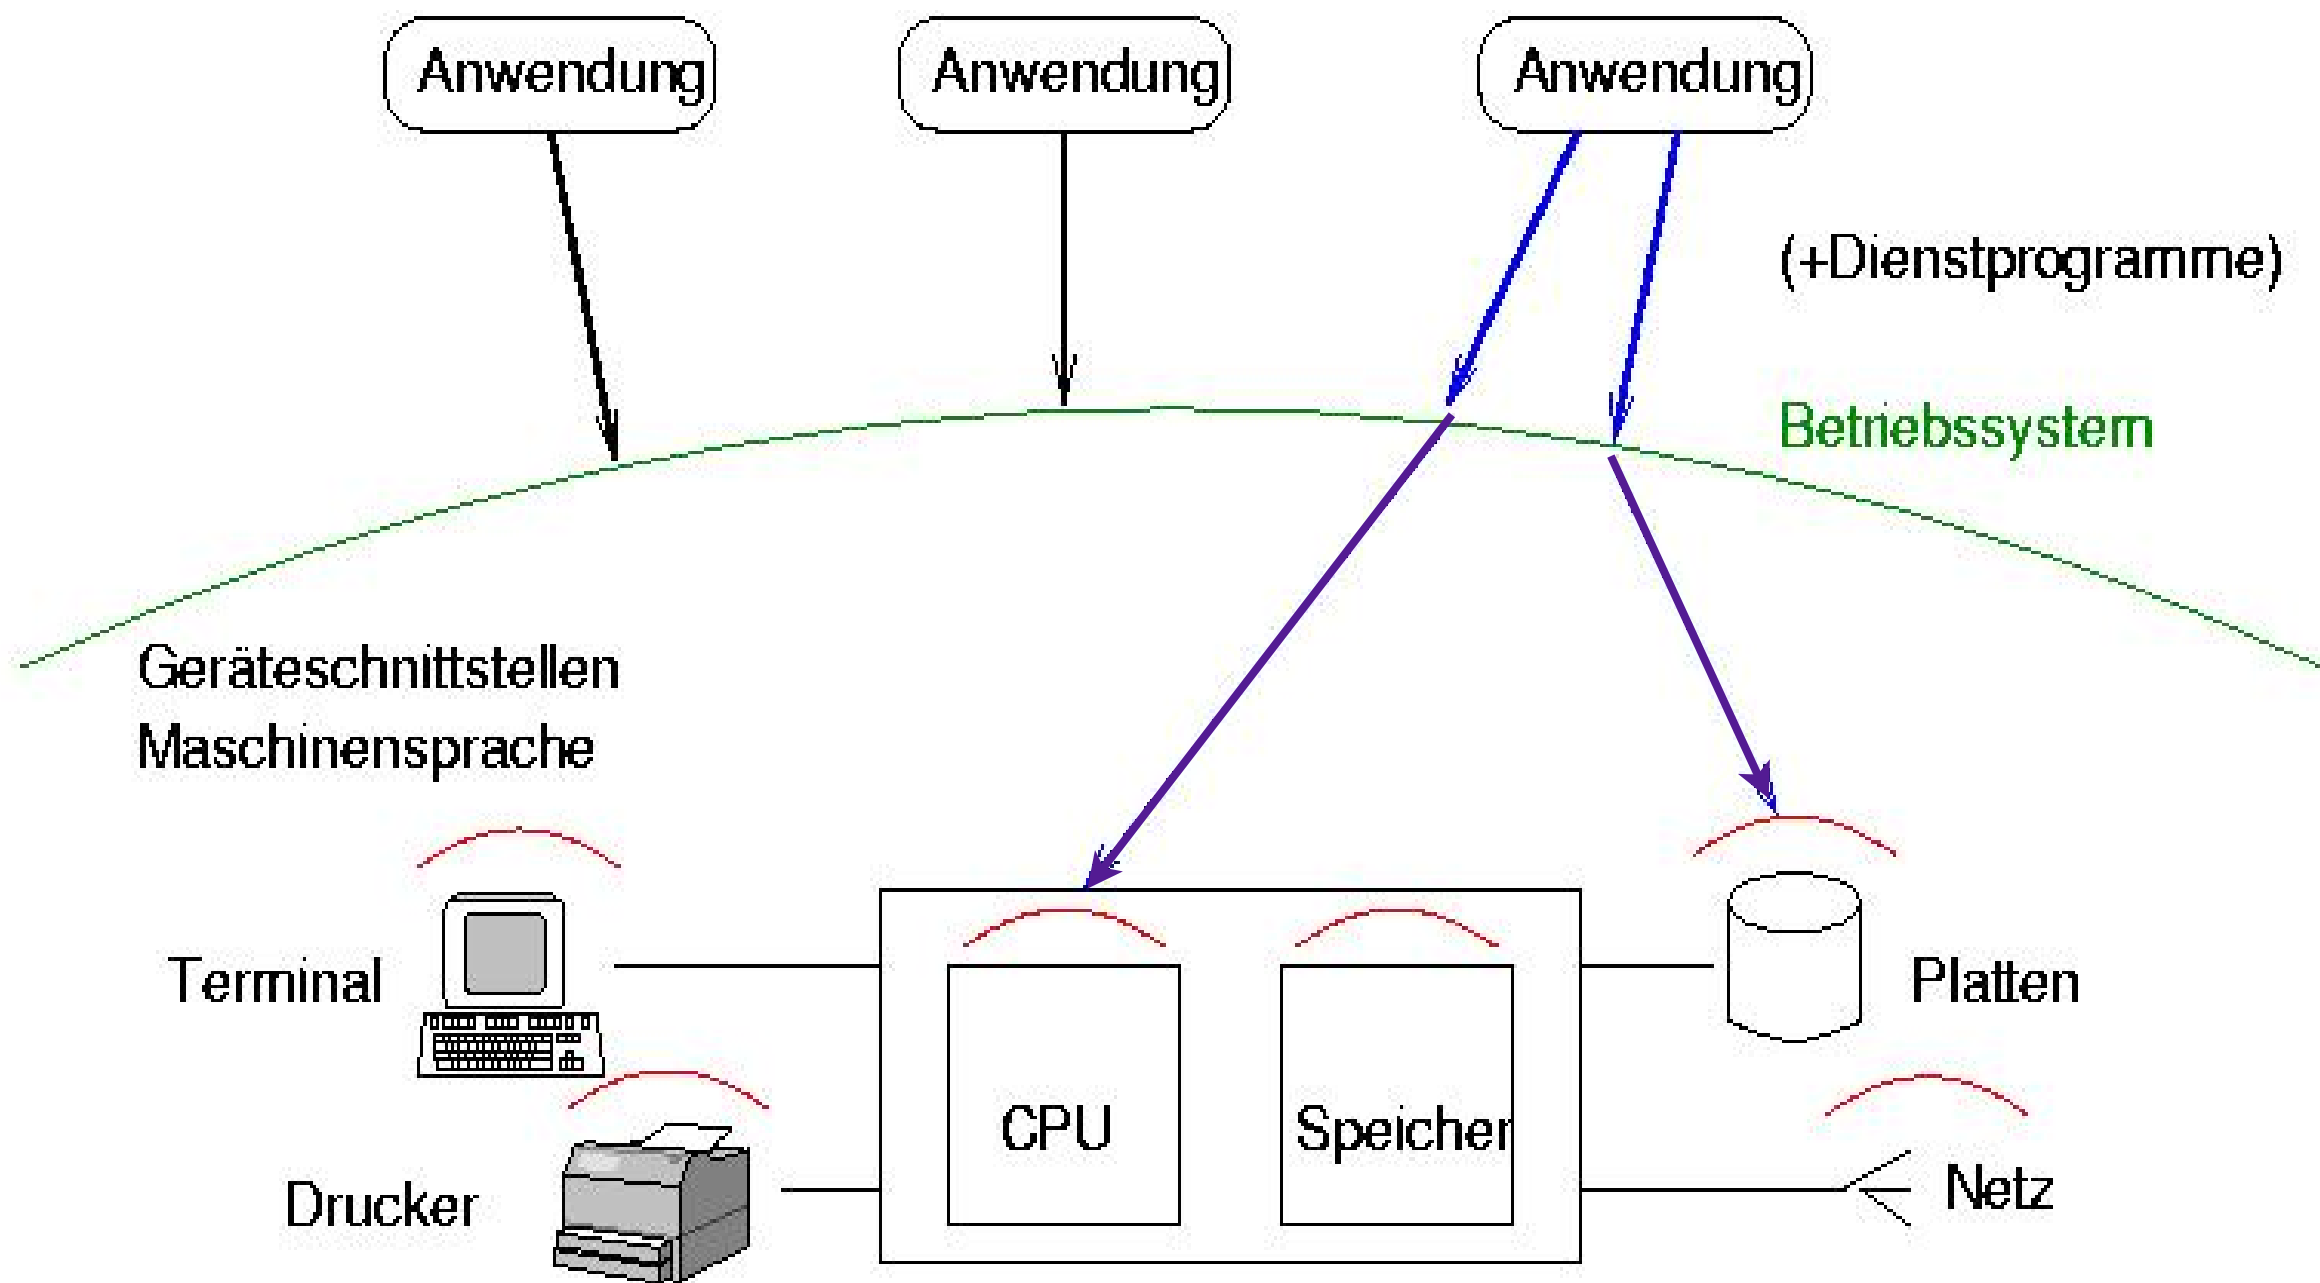 Anwendung
Anwendung
Anwendung
(+Dienstprogramme)
Betriebssystem
Geräteschnittstellen
Maschinensprache
Terminal
Platten
CPU
Speicher
Drucker
Netz